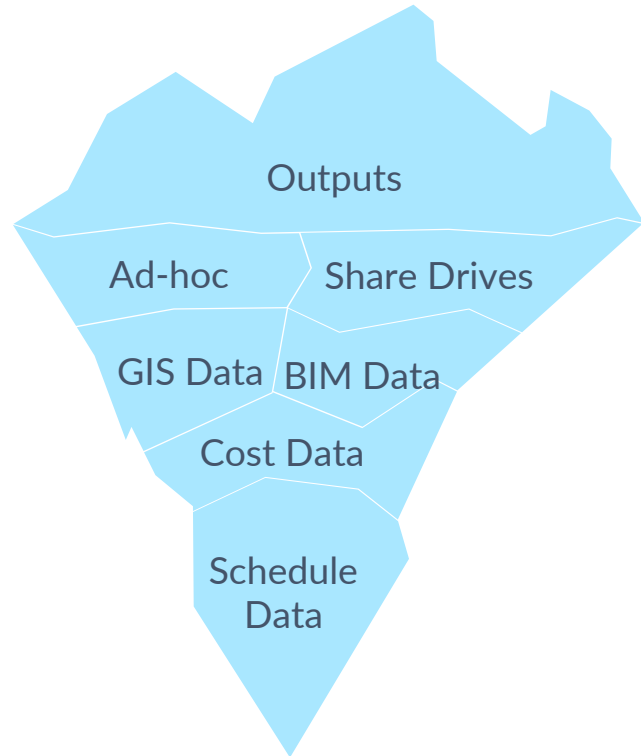 Outputs
Ad-hoc
Share Drives
GIS Data
BIM Data
Cost Data
Schedule
Data